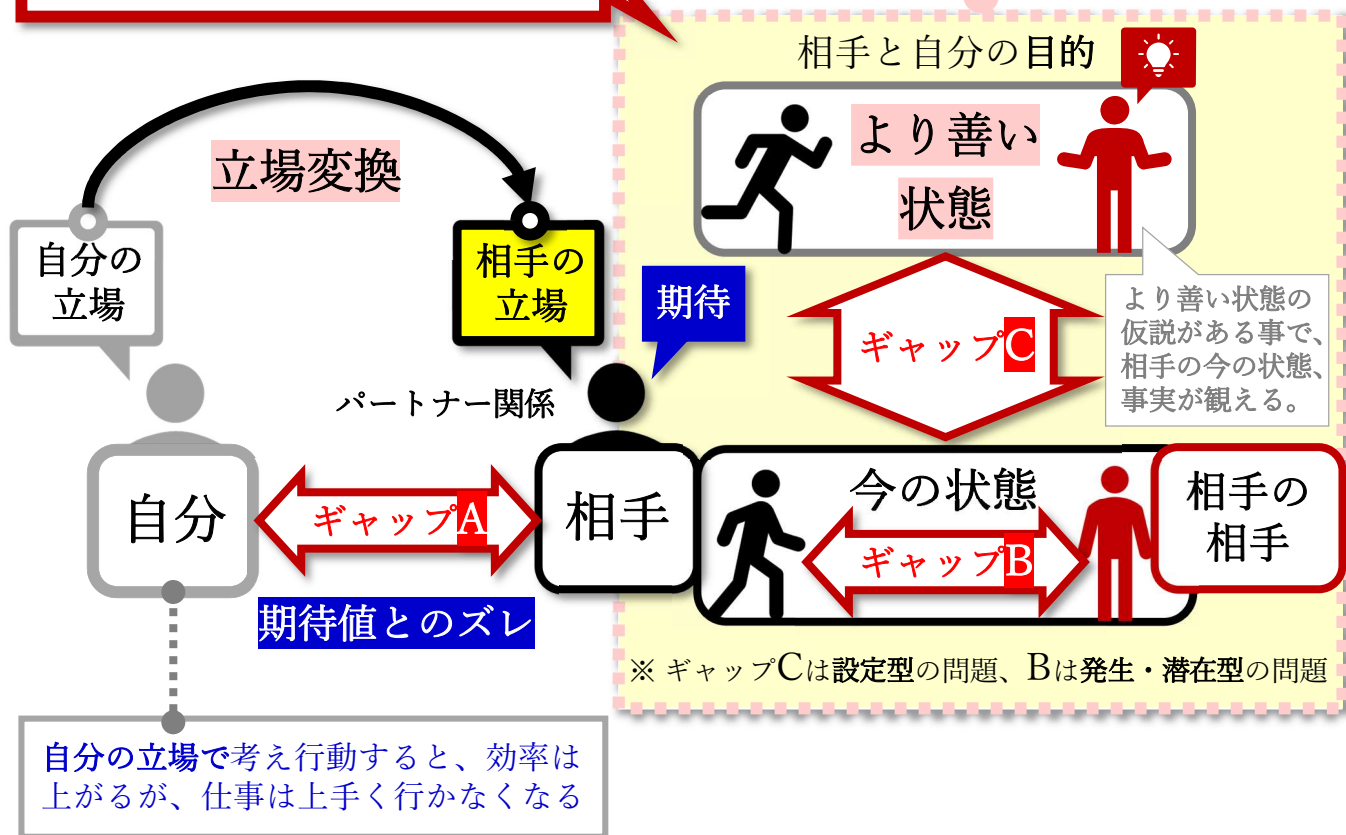 相手と自分の目的
より善い
状態
立場変換
自分の
立場
相手の
立場
期待
より善い状態の
仮説がある事で、
相手の今の状態、
事実が観える。
ギャップC
パートナー関係
自分
ギャップA
相手
今の状態
ギャップB
相手の
相手
期待値とのズレ
※ ギャップCは設定型の問題、Bは発生・潜在型の問題
自分の立場で考え行動すると、効率は
上がるが、仕事は上手く行かなくなる